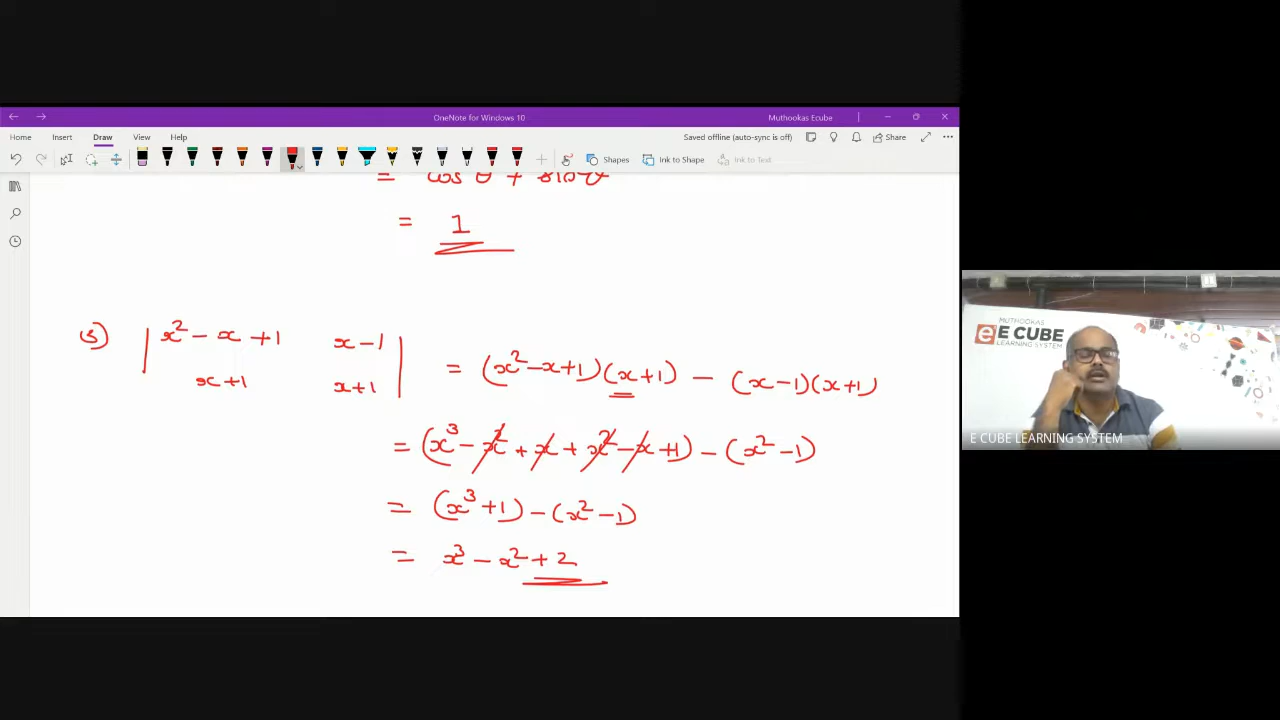 OneNote for Windows 10
Muthookas Ecube
Home Insert Draw View Help
Saved offline (auto-sync is off)
Share
Shapes
Ink to Shape
Ink to Text
= cos θ + sin² θ
= 1
5) | x² - x + 1   x - 1 |
| x + 1   x + 1 | = (x² - x + 1)(x + 1) - (x - 1)(x + 1)
= (x³ - x² + x + x² - x + 1) - (x² - 1)
= (x³ + 1) - (x² - 1)
= x³ - x² + 2
MUTHOOKAS
e E CUBE
LEARNING SYSTEM
E CUBE LEARNING SYSTEM